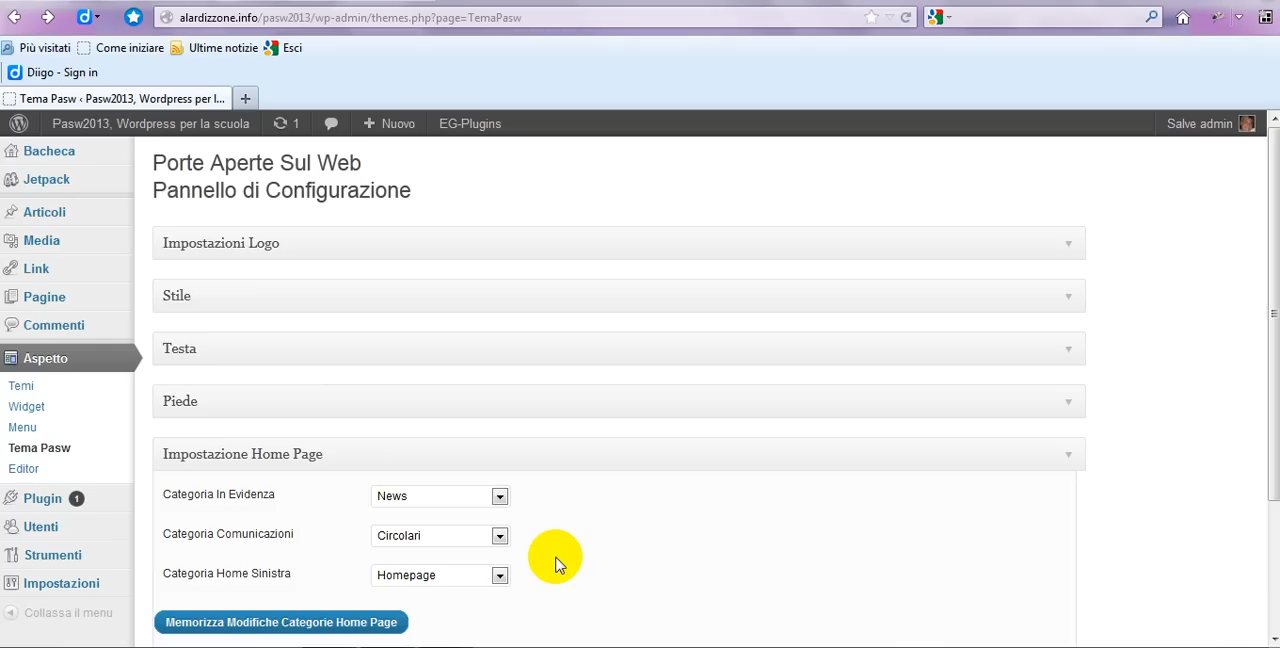 alardizzone.info/pasw2013/wp-admin/themes.php?page=TemaPasw
Più visitati Come iniziare Ultime notizie Esci
Diigo - Sign in
Tema Pasw ‹ Pasw2013, Wordpress per l... +
Pasw2013, Wordpress per la scuola 1 + Nuovo EG-Plugins Salve admin
Bacheca
Jetpack
Articoli
Media
Link
Pagine
Commenti
Aspetto
Temi
Widget
Menu
Tema Pasw
Editor
Plugin 1
Utenti
Strumenti
Impostazioni
Collassa il menu
Porte Aperte Sul Web
Pannello di Configurazione
Impostazioni Logo
Stile
Testa
Piede
Impostazione Home Page
Categoria In Evidenza News
Categoria Comunicazioni Circolari
Categoria Home Sinistra Homepage
Memorizza Modifiche Categorie Home Page